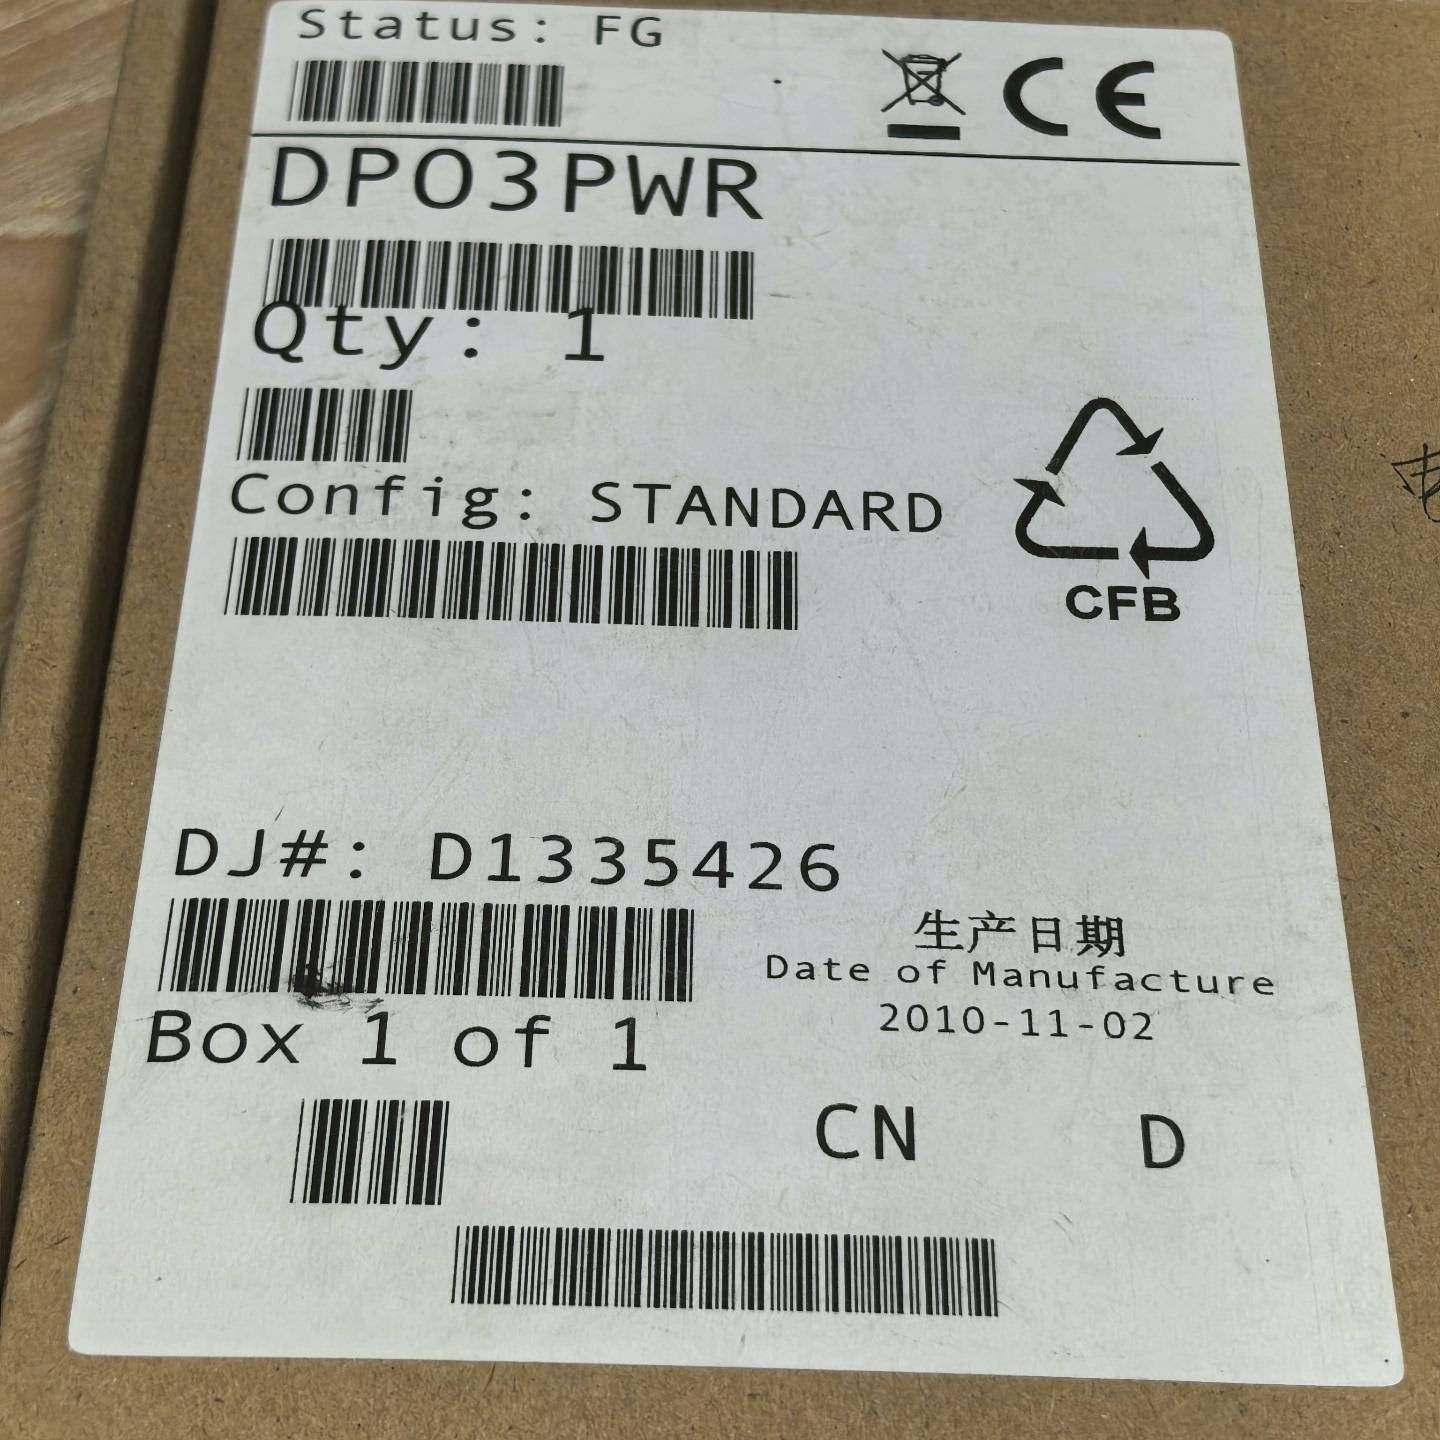 Status: FG
CE
DPO3PWR
Qty: 1
Config: STANDARD
CFB
DJ#: D1335426
生产日期
Date of Manufacture
2010-11-02
Box 1 of 1
CN D